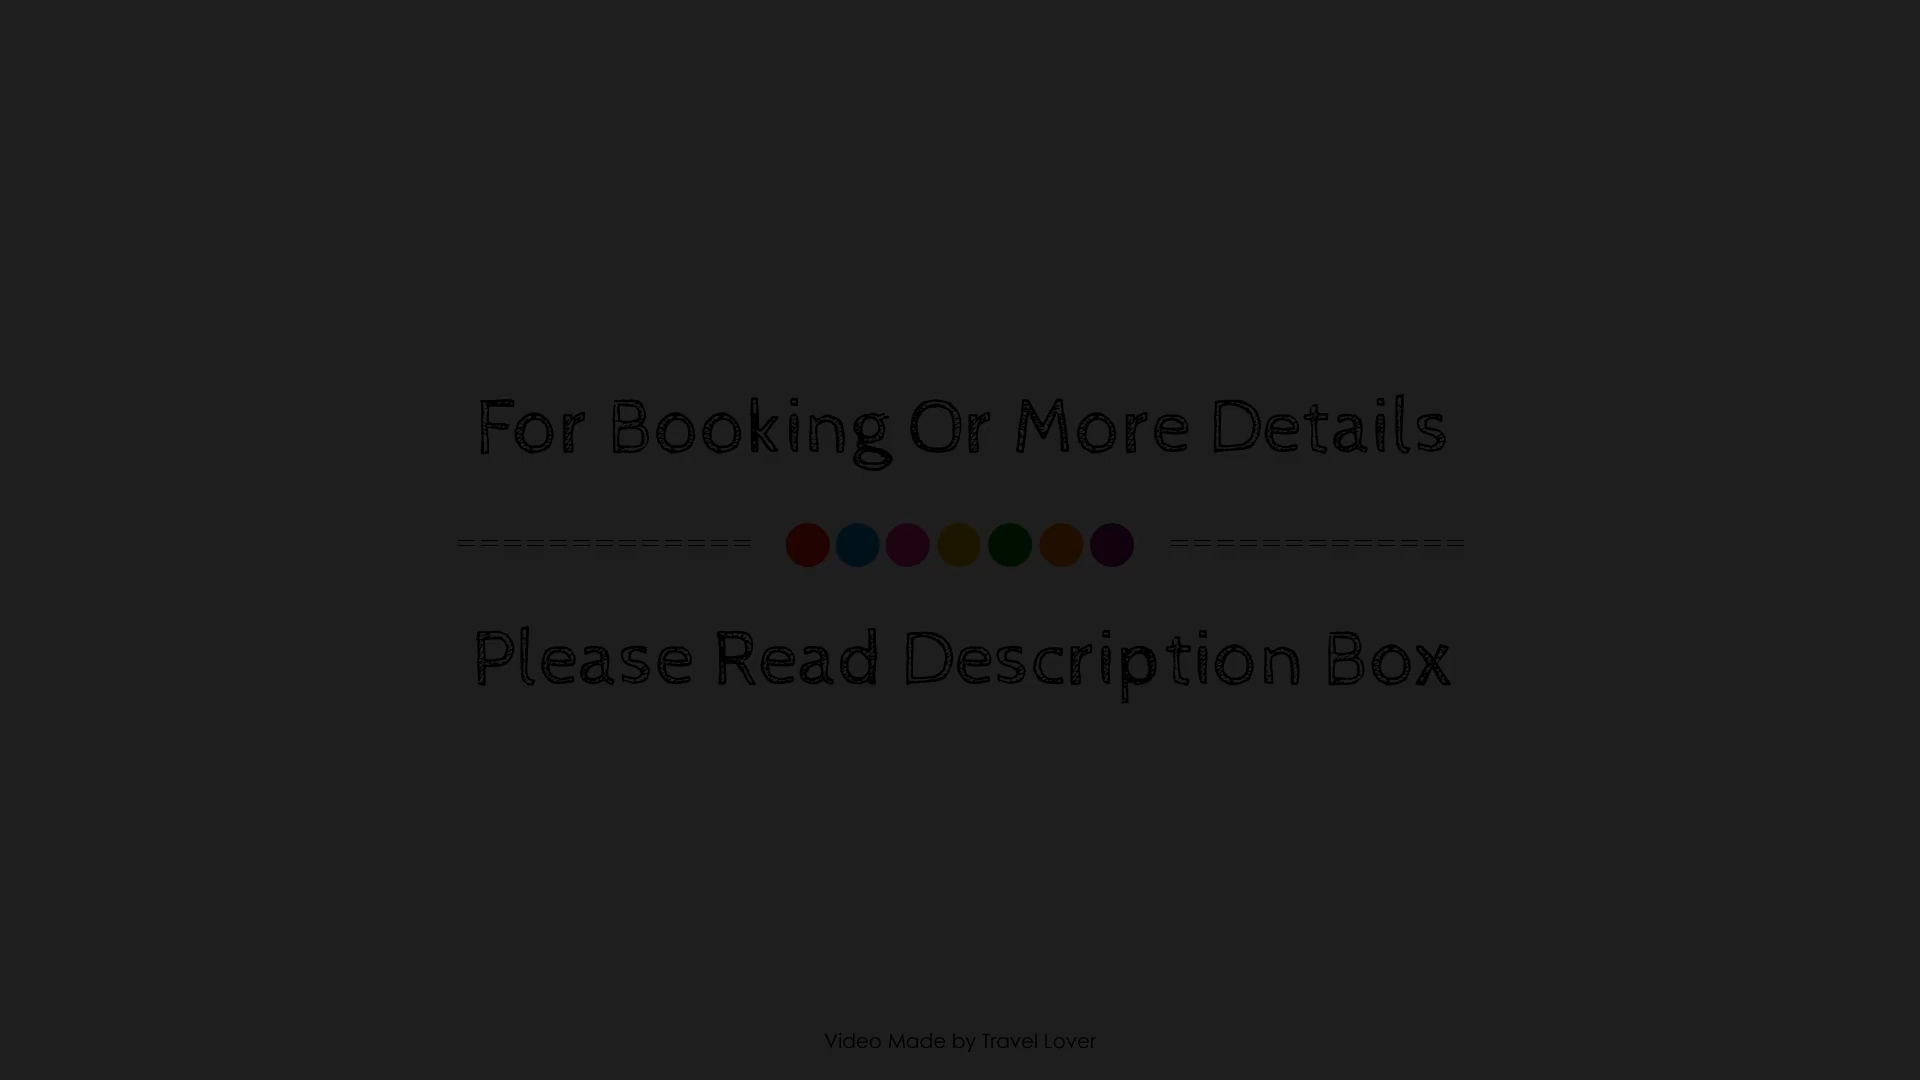 For Booking Or More Details
============= =============
Please Read Description Box
Video Made by Travel Lover